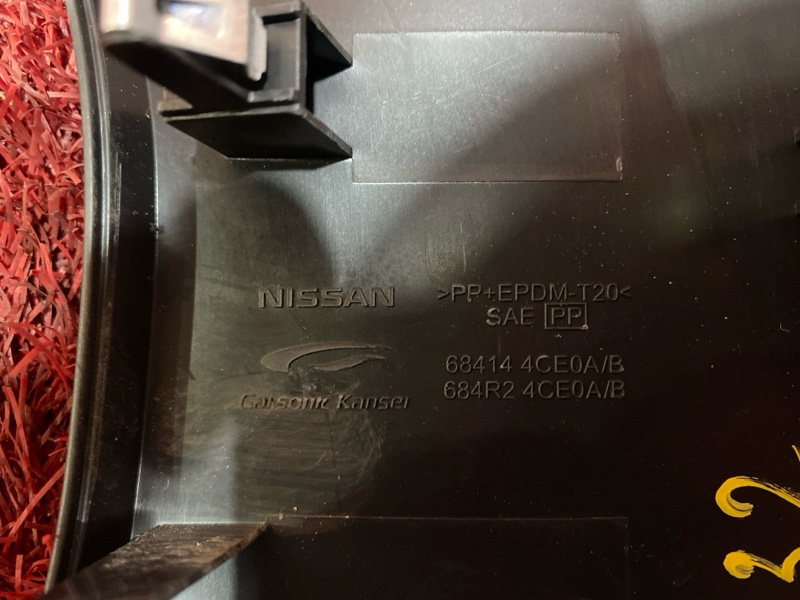 NISSAN
>PP+EPDM-T20<
SAE PP
Calsonic Kansei
68414 4CE0A/B
684R2 4CE0A/B